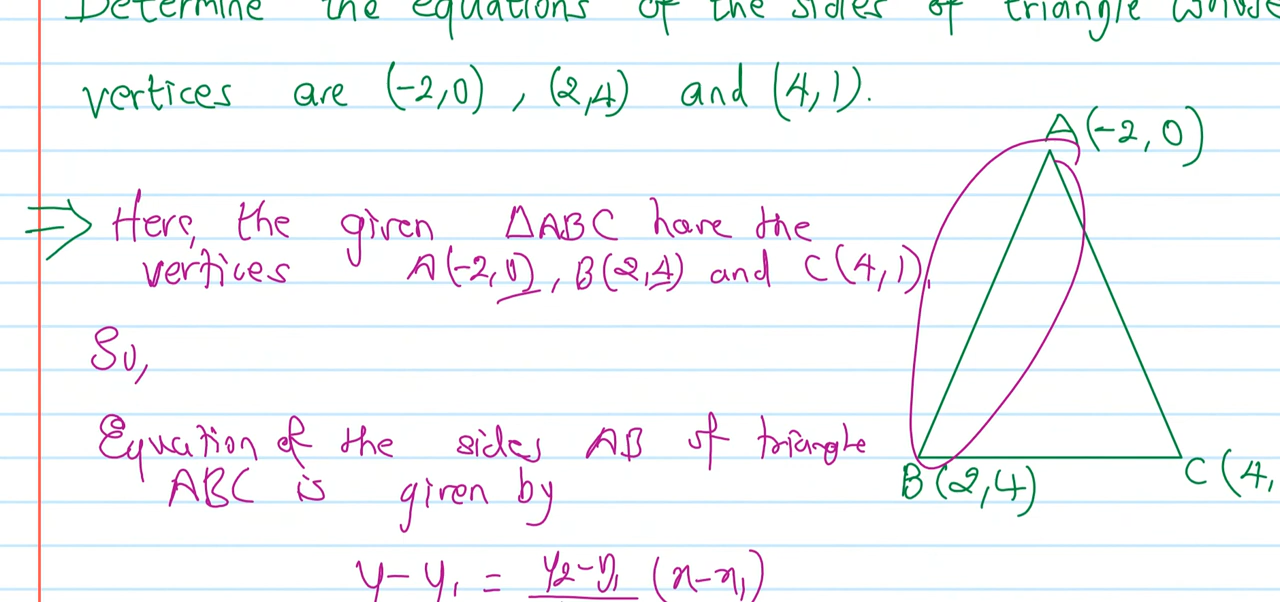 Determine the equations of the sides of triangle whose
vertices are (-2,0), (2,4) and (4,1).
A(-2,0)
⇒ Here, the given ΔABC have the
vertices A(-2,0), B(2,4) and C(4,1).
So,
Equation of the sides AB of triangle
ABC is given by
B(2,4)
C(4,
y-y₁ = y₂-y₁ (x-x₁)